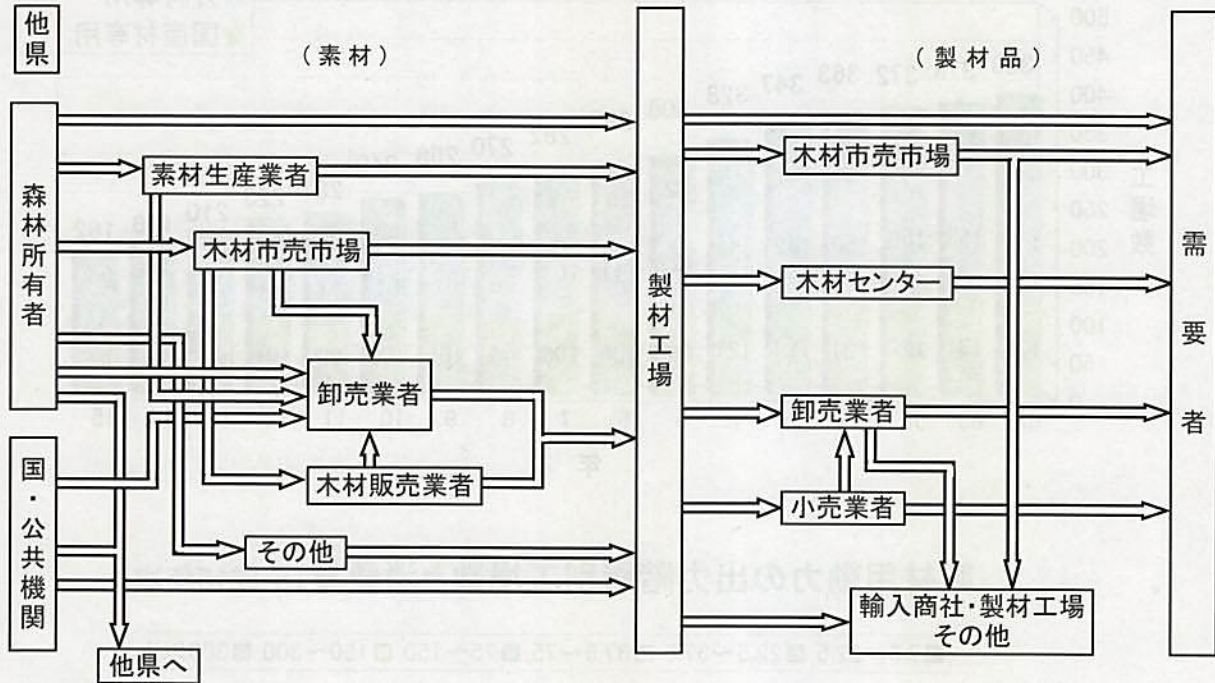 他県
(素材)
(製材品)
森林所有者
素材生産業者
木材市売市場
卸売業者
木材販売業者
その他
国・公共機関
他県へ
製材工場
木材市売市場
木材センター
卸売業者
小売業者
輸入商社・製材工場
その他
需要者